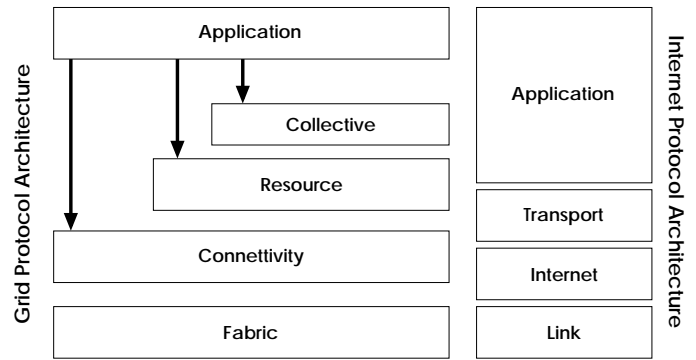 Grid Protocol Architecture
Application
Collective
Resource
Connettivity
Fabric
Application
Transport
Internet
Link
Internet Protocol Architecture